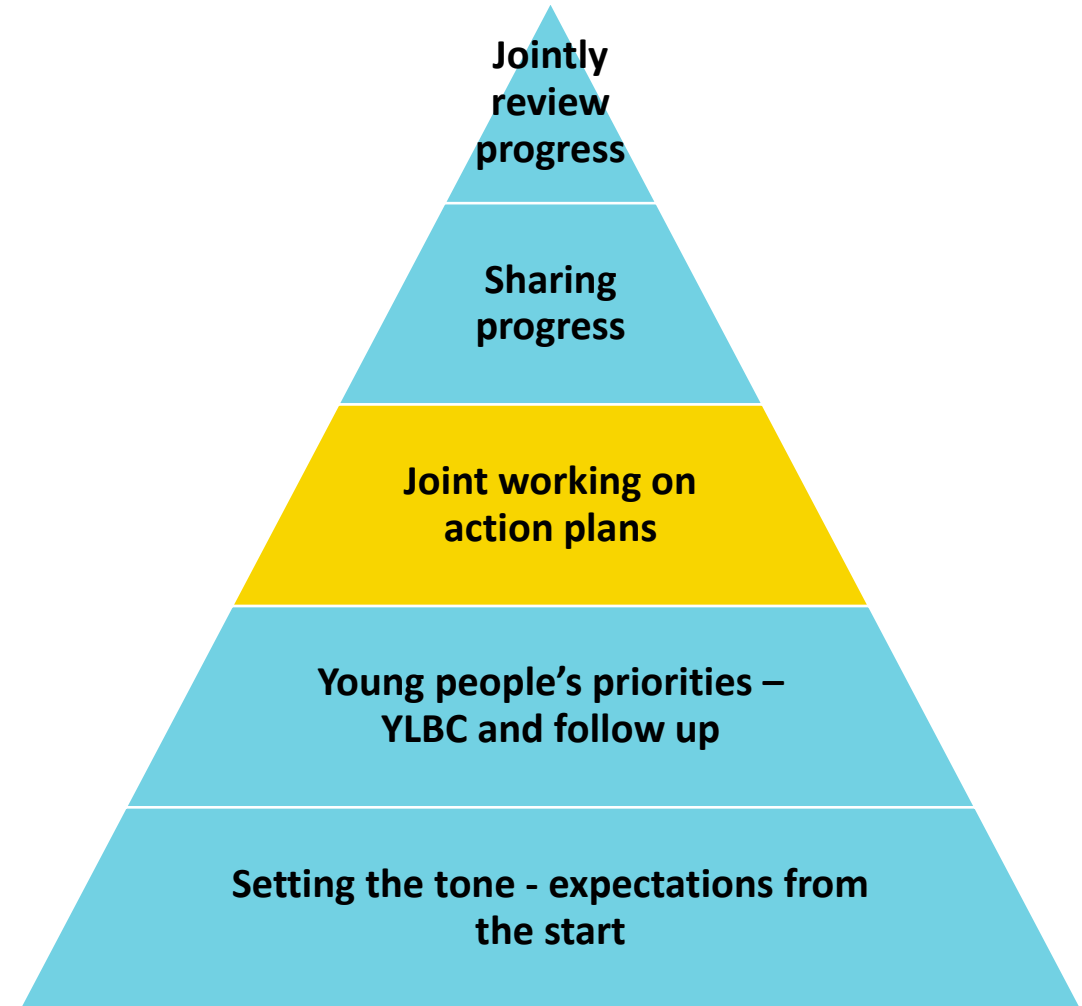 Jointly
review
progress
Sharing
progress
Joint working on
action plans
Young people’s priorities –
YLBC and follow up
Setting the tone - expectations from
the start